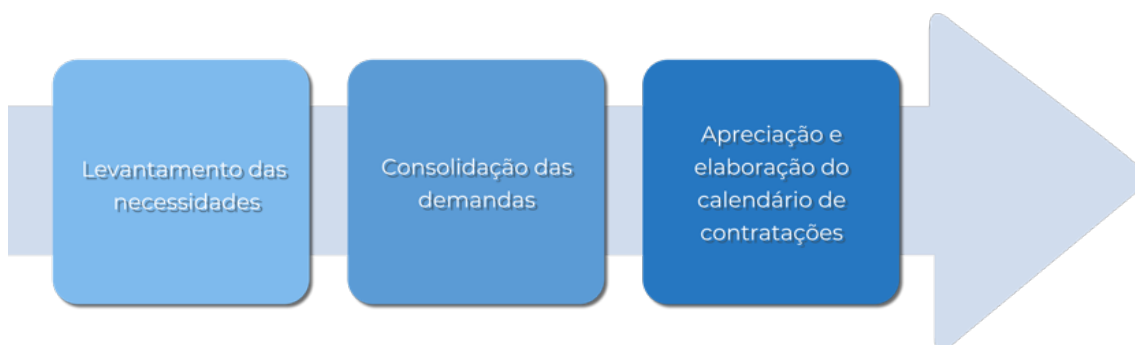 Levantamento das
necessidades
Consolidação das
demandas
Apreciação e
elaboração do
calendário de
contratações